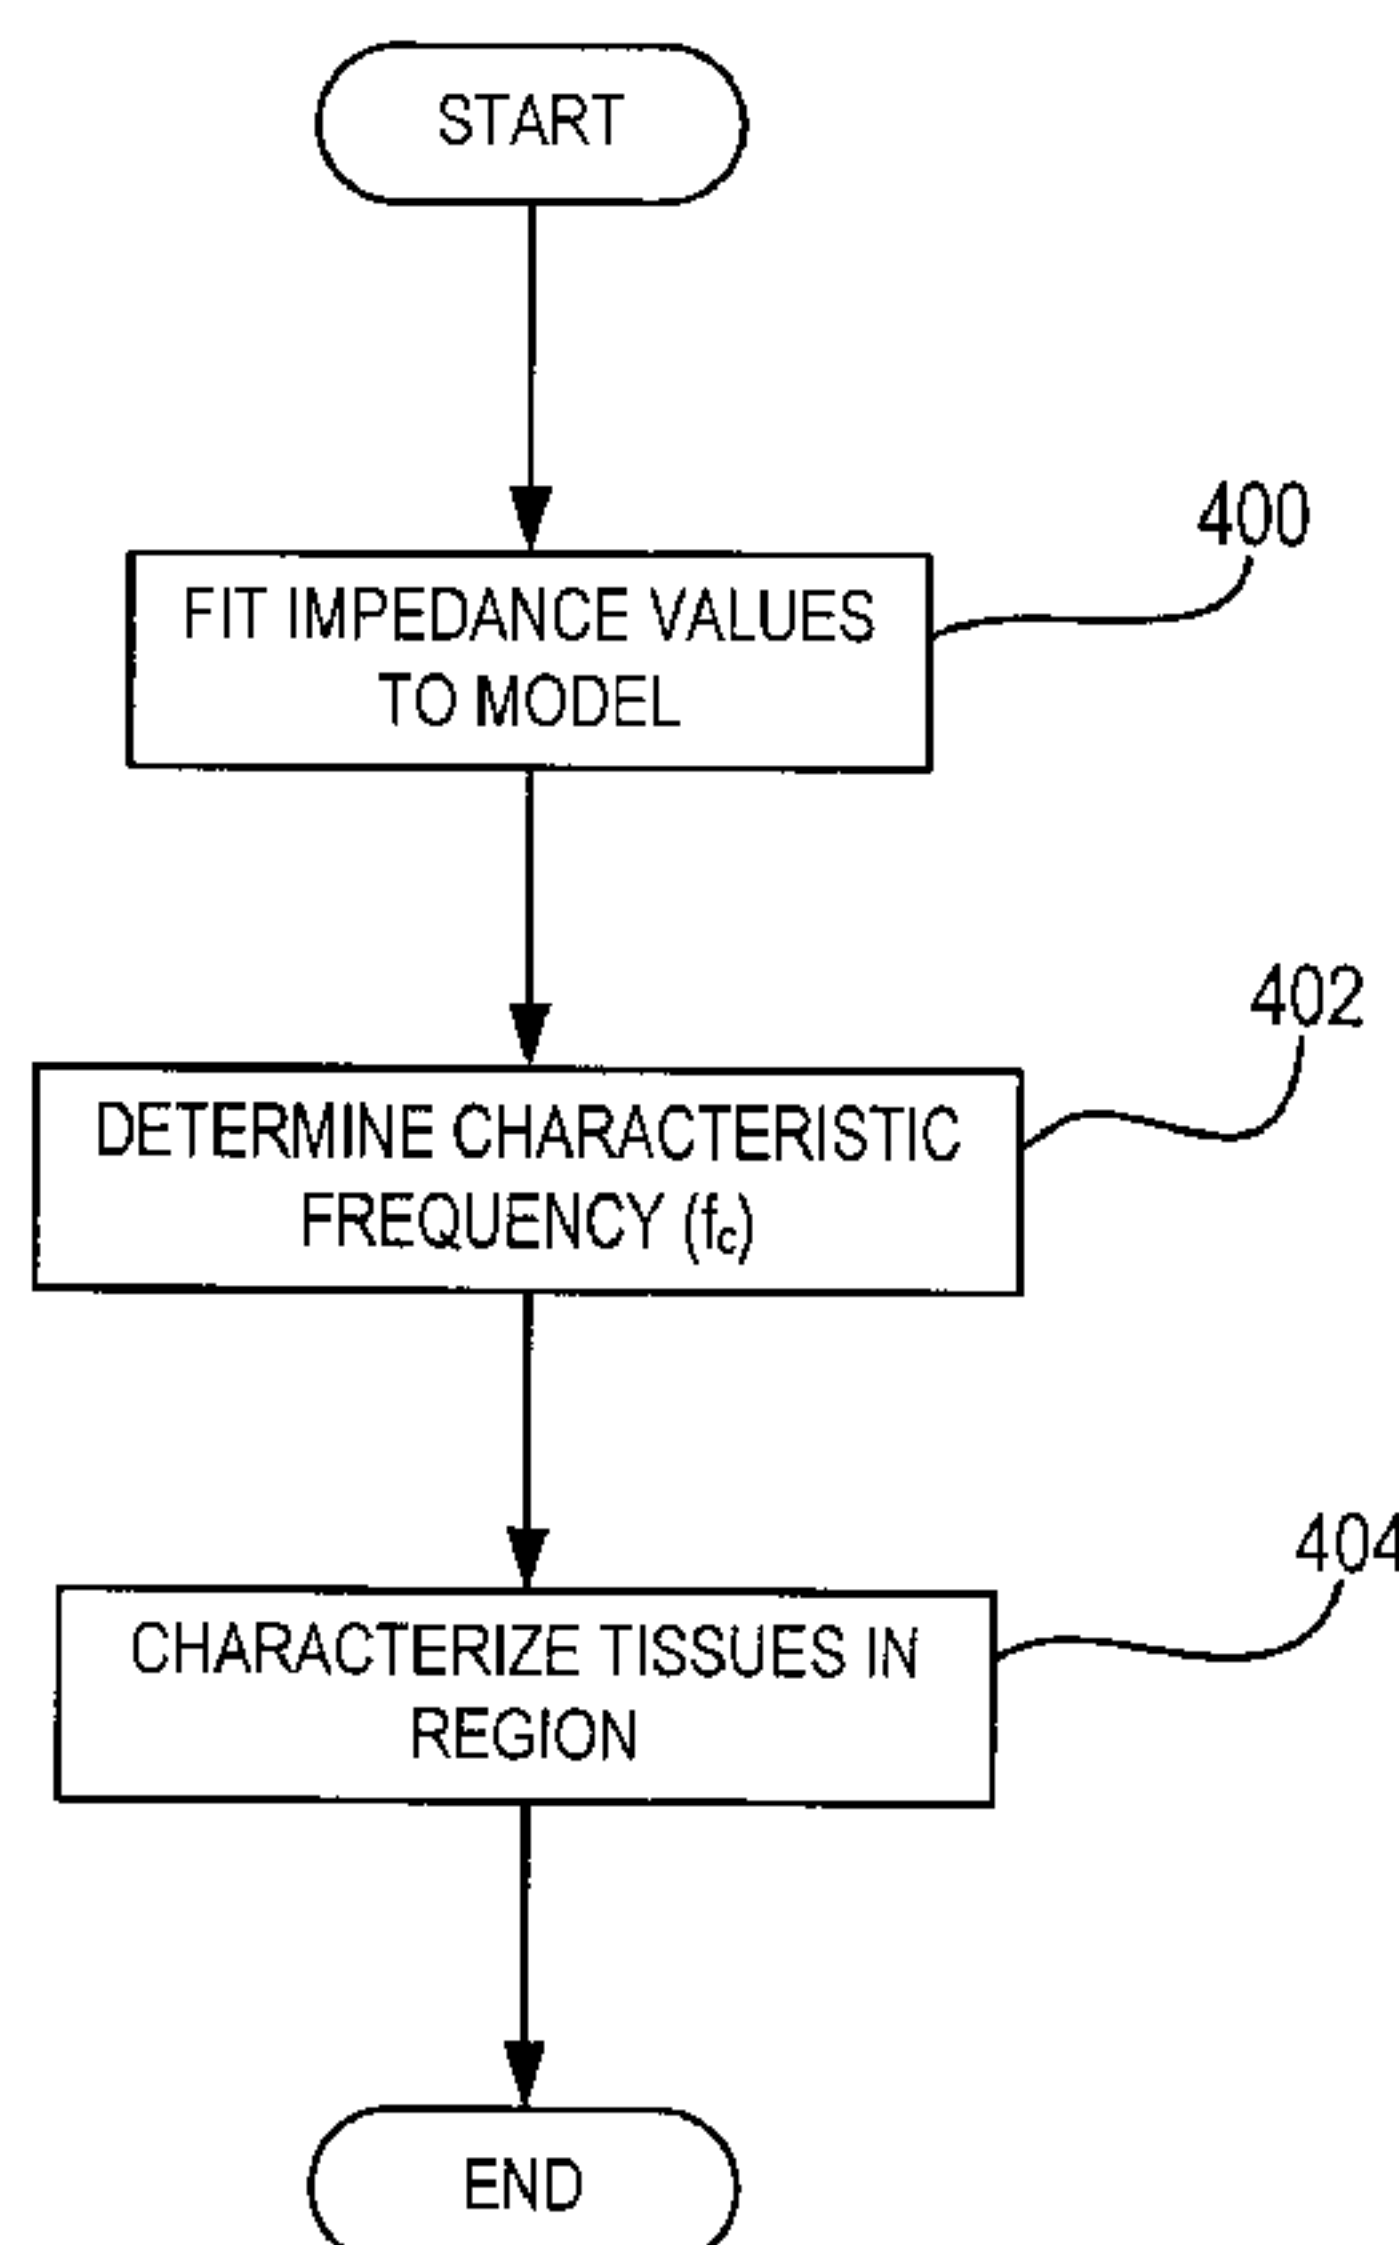 START
400
FIT IMPEDANCE VALUES
TO MODEL
402
DETERMINE CHARACTERISTIC
FREQUENCY (fc)
404
CHARACTERIZE TISSUES IN
REGION
END